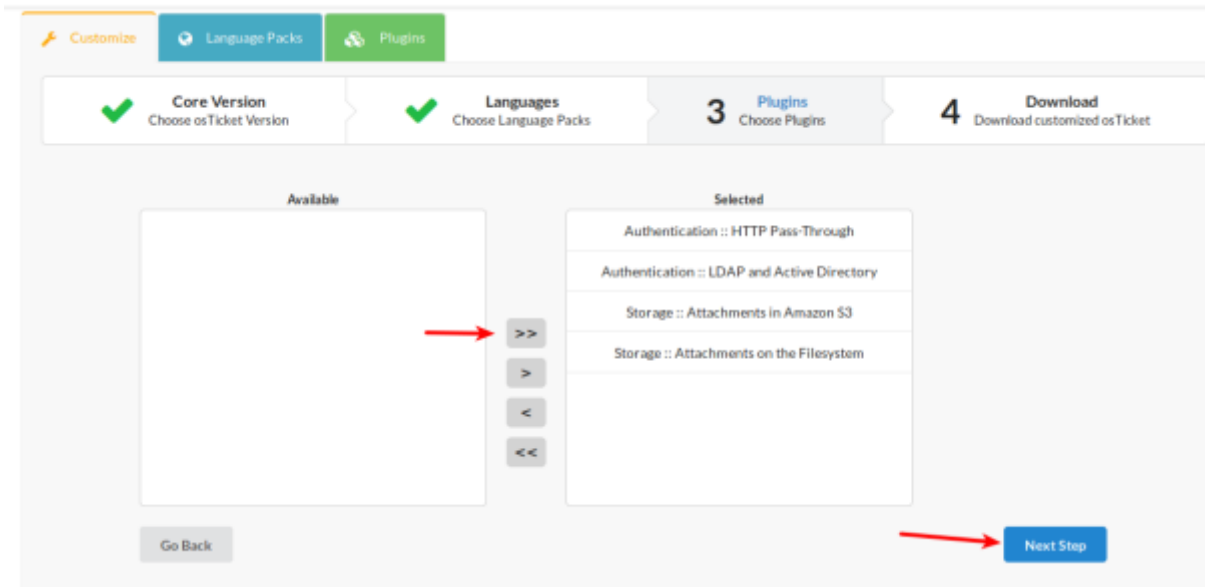 Customize
Language Packs
Plugins
Core Version
Choose osTicket Version
Languages
Choose Language Packs
3
Plugins
Choose Plugins
4
Download
Download customized osTicket
Available
Selected
Authentication :: HTTP Pass-Through
Authentication :: LDAP and Active Directory
Storage :: Attachments in Amazon S3
Storage :: Attachments on the Filesystem
>>
>
<
<<
Go Back
Next Step